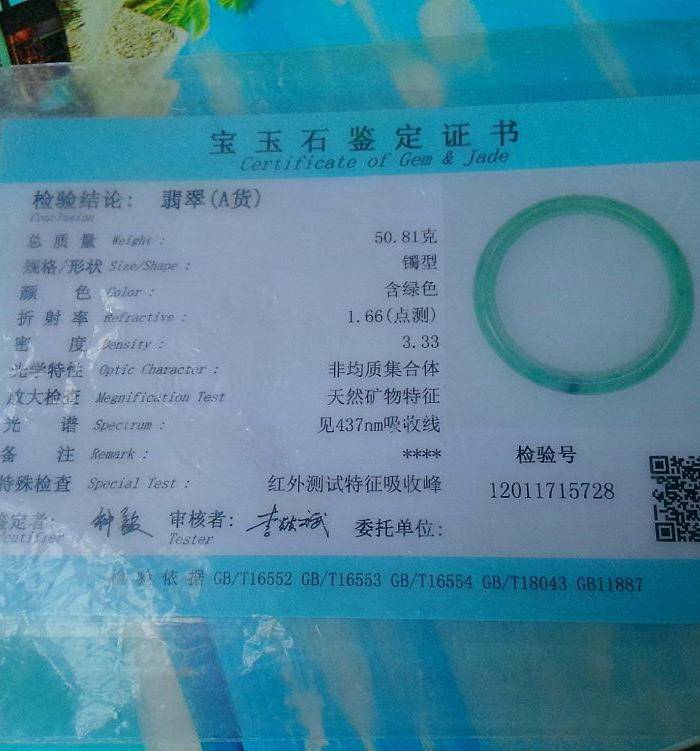 宝玉石鉴定证书
Certificate of Gem & Jade
检验结论: 翡翠(A货)
Conclusion
总质量 Weight : 50.81克
规格/形状 Size/Shape : 镯型
颜色 Color : 含绿色
折射率 Refractive : 1.66(点测)
密度 Density : 3.33
光学特性 Optic Character : 非均质集合体
放大检查 Megnification Test 天然矿物特征
光谱 Spectrum : 见437nm吸收线
备注 Remark : ****
检验号
特殊检查 Special Test : 红外测试特征吸收峰
12011715728
鉴定者: 审核者: 委托单位:
Identifier Tester
检验依据 GB/T16552 GB/T16553 GB/T16554 GB/T18043 GB11887